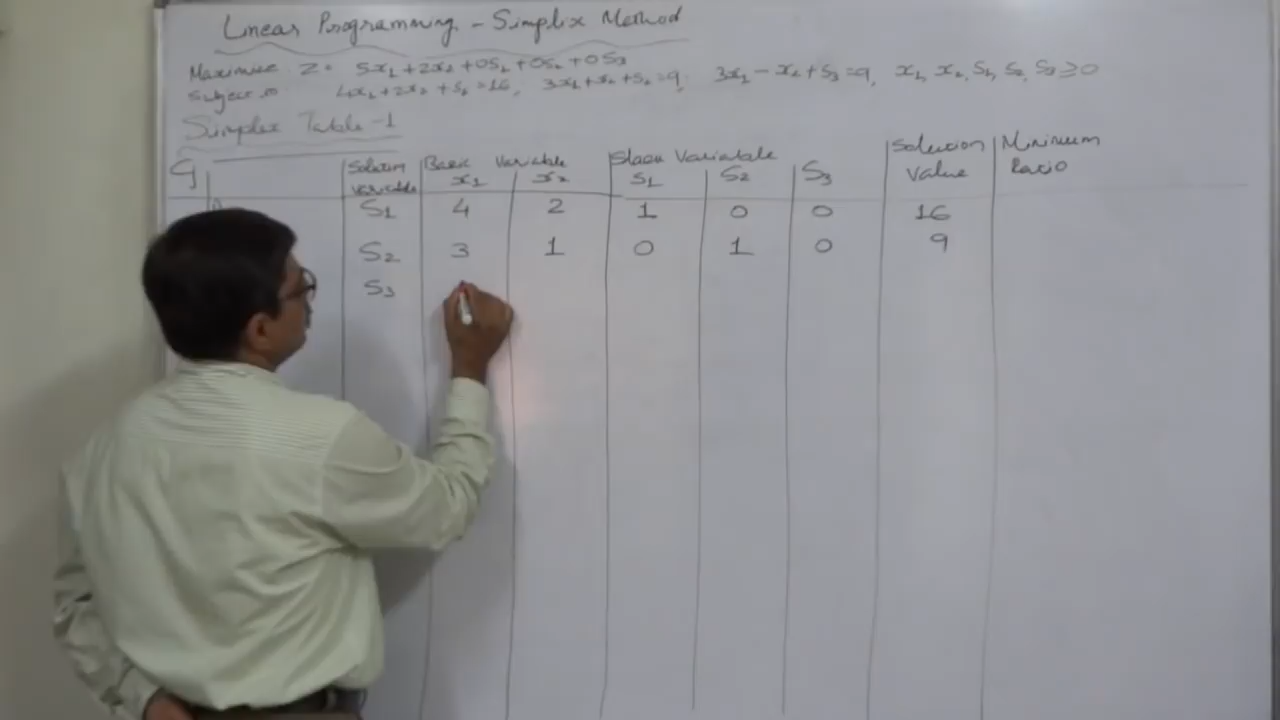 Linear Programming - Simplix Method
Maximise Z = 5x1 + 2x2 + 0S1 + 0S2 + 0S3
Subject to 4x1 + 2x2 + S1 = 16, 3x1 + x2 + S2 = 9, 3x1 - x2 + S3 = 9, x1, x2, S1, S2, S3 ≥ 0
Simplex Table -1
Cj Solution Variable Basic Variable Slack Variable Solution Value Minimum Ratio
x1 x2 S1 S2 S3
S1 4 2 1 0 0 16
S2 3 1 0 1 0 9
S3